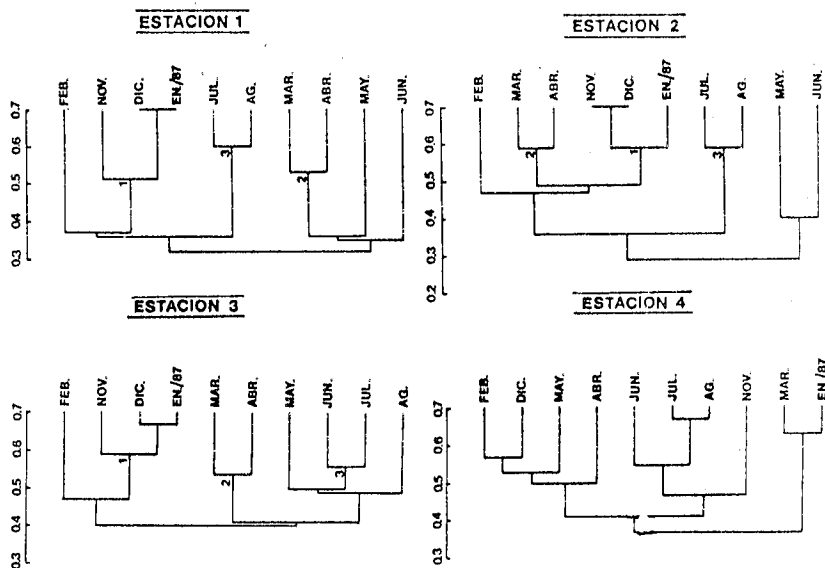 ESTACION 1
FEB. NOV. DIC. EN./87 JUL. AG. MAR. ABR. MAY. JUN.
0.7
0.6
0.5
0.4
0.3
1 3 2
ESTACION 2
FEB. MAR. ABR. NOV. DIC. EN./87 JUL. AG. MAY. JUN.
0.7
0.6
0.5
0.4
0.3
0.2
2 1 3
ESTACION 3
FEB. NOV. DIC. EN./87 MAR. ABR. MAY. JUN. JUL. AG.
0.7
0.6
0.5
0.4
0.3
1 2 3
ESTACION 4
FEB. DIC. MAY. ABR. JUN. JUL. AG. NOV. MAR. EN./87
0.7
0.6
0.5
0.4
0.3